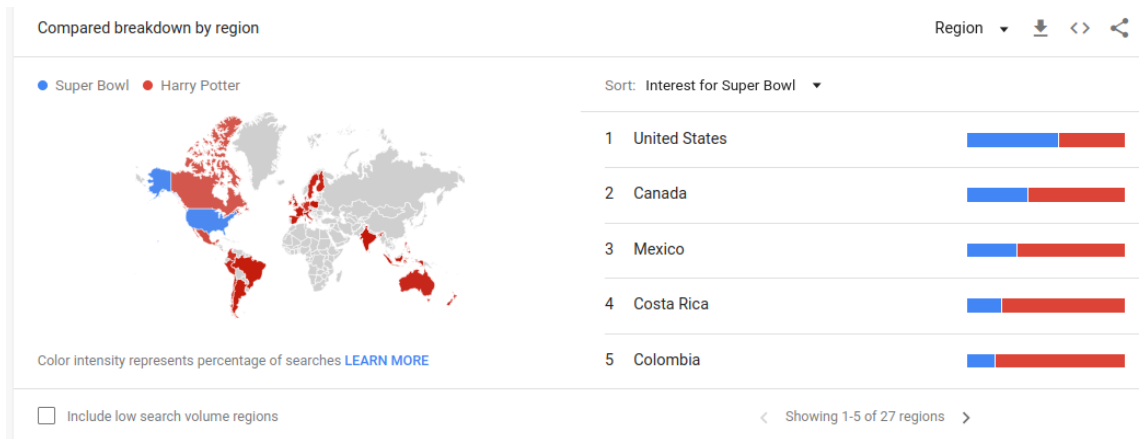 Compared breakdown by region
Region
Super Bowl Harry Potter
Sort: Interest for Super Bowl
1 United States
2 Canada
3 Mexico
4 Costa Rica
5 Colombia
Color intensity represents percentage of searches LEARN MORE
Include low search volume regions
Showing 1-5 of 27 regions